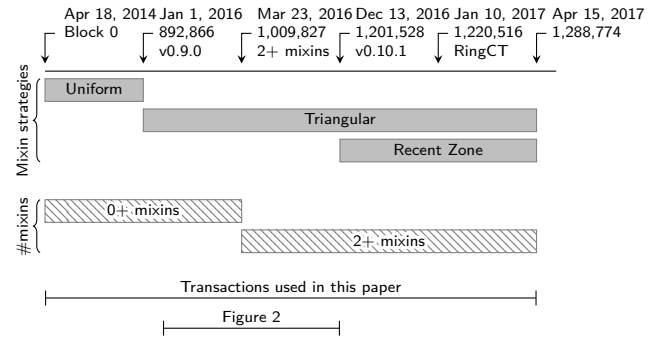 Apr 18, 2014 Jan 1, 2016 Mar 23, 2016 Dec 13, 2016 Jan 10, 2017 Apr 15, 2017
Block 0 892,866 1,009,827 1,201,528 1,220,516 1,288,774
v0.9.0 2+ mixins v0.10.1 RingCT
Mixin strategies
Uniform
Triangular
Recent Zone
#mixins
0+ mixins
2+ mixins
Transactions used in this paper
Figure 2